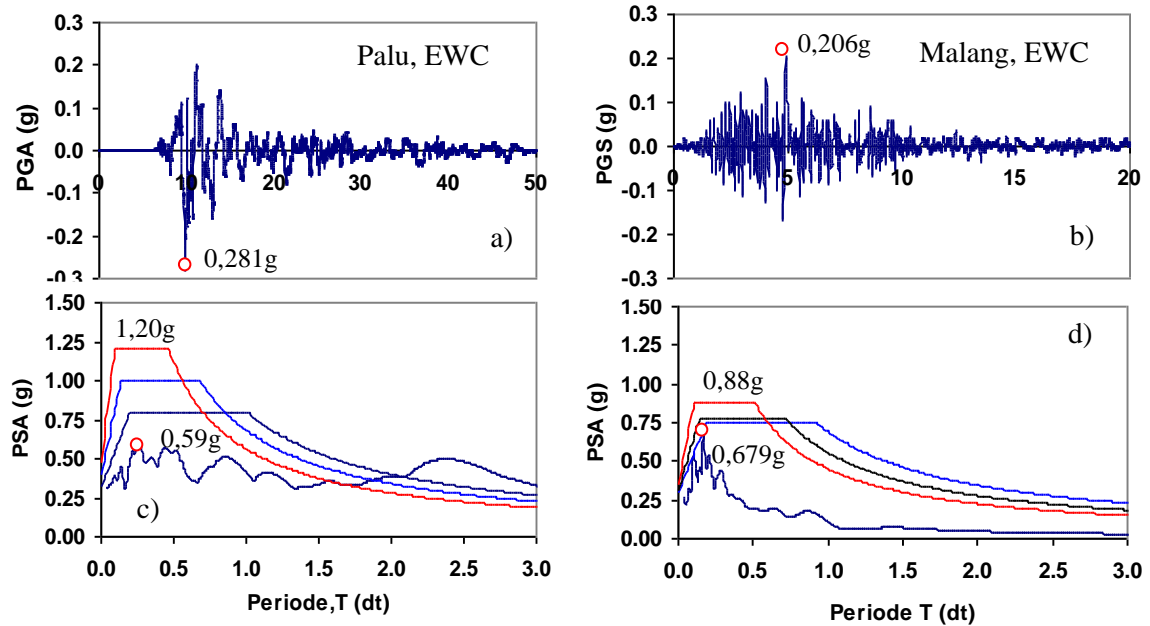 0.3
0.2
0.1
0.0
-0.1
-0.2
-0.3
PGA (g)
Palu, EWC
0 10 20 30 40 50
a)
0,281g
0.3
0.2
0.1
0.0
-0.1
-0.2
-0.3
PGS (g)
0,206g
Malang, EWC
0 5 10 15 20
b)
1.50
1.25
1.00
0.75
0.50
0.25
0.00
PSA (g)
1,20g
0,59g
c)
0.0 0.5 1.0 1.5 2.0 2.5 3.0
Periode,T (dt)
1.50
1.25
1.00
0.75
0.50
0.25
0.00
PSA (g)
d)
0,88g
0,679g
0.0 0.5 1.0 1.5 2.0 2.5 3.0
Periode T (dt)